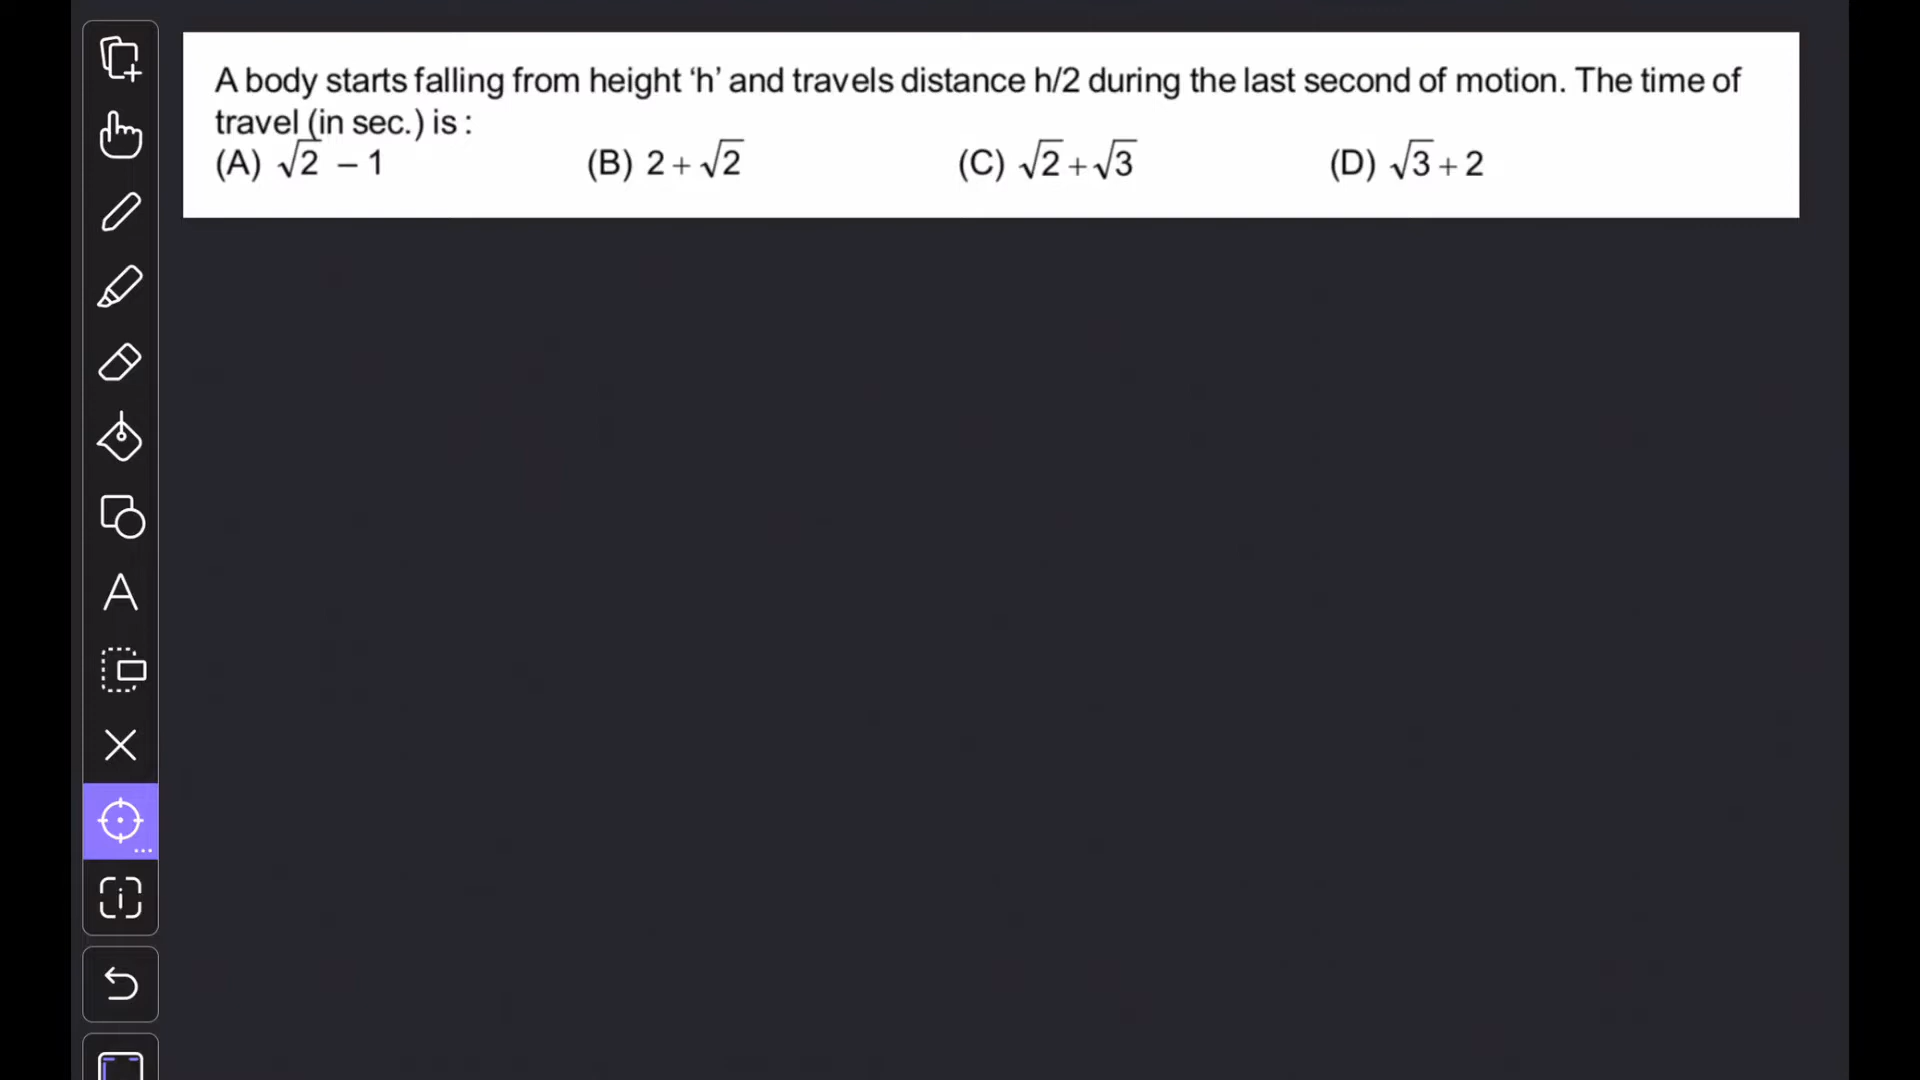 A body starts falling from height ‘h’ and travels distance h/2 during the last second of motion. The time of
travel (in sec.) is :
(A) √2 – 1 (B) 2 + √2 (C) √2 + √3 (D) √3 + 2
A
i